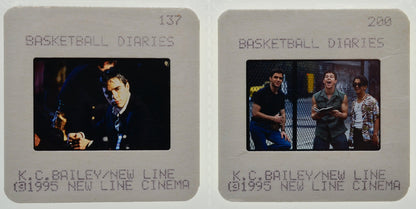 137
BASKETBALL DIARIES
K.C.BAILEY/NEW LINE
©1995 NEW LINE CINEMA
200
BASKETBALL DIARIES
K.C.BAILEY/NEW LINE
©1995 NEW LINE CINEMA